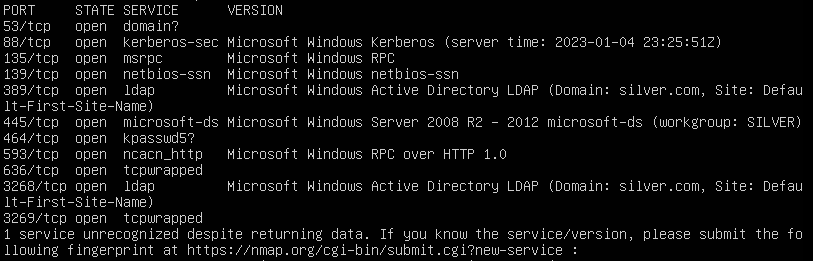 PORT     STATE SERVICE      VERSION
53/tcp   open  domain?
88/tcp   open  kerberos-sec Microsoft Windows Kerberos (server time: 2023-01-04 23:25:51Z)
135/tcp  open  msrpc        Microsoft Windows RPC
139/tcp  open  netbios-ssn  Microsoft Windows netbios-ssn
389/tcp  open  ldap         Microsoft Windows Active Directory LDAP (Domain: silver.com, Site: Defau
lt-First-Site-Name)
445/tcp  open  microsoft-ds Microsoft Windows Server 2008 R2 - 2012 microsoft-ds (workgroup: SILVER)
464/tcp  open  kpasswd5?
593/tcp  open  ncacn_http   Microsoft Windows RPC over HTTP 1.0
636/tcp  open  tcpwrapped
3268/tcp open  ldap         Microsoft Windows Active Directory LDAP (Domain: silver.com, Site: Defau
lt-First-Site-Name)
3269/tcp open  tcpwrapped
1 service unrecognized despite returning data. If you know the service/version, please submit the fo
llowing fingerprint at https://nmap.org/cgi-bin/submit.cgi?new-service :